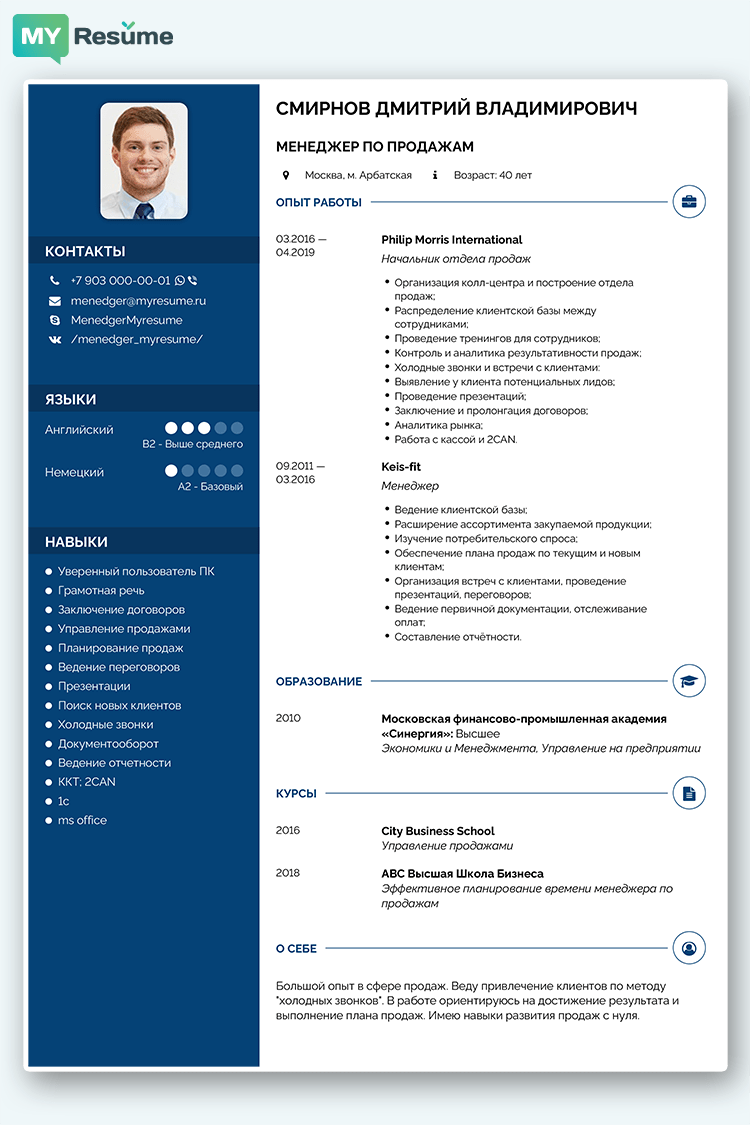 MY Resume
СМИРНОВ ДМИТРИЙ ВЛАДИМИРОВИЧ
МЕНЕДЖЕР ПО ПРОДАЖАМ
Москва, м. Арбатская Возраст: 40 лет
КОНТАКТЫ
+7 903 000-00-01
menedger@myresume.ru
MenedgerMyresume
/menedger_myresume/
ЯЗЫКИ
Английский
B2 - Выше среднего
Немецкий
A2 - Базовый
НАВЫКИ
Уверенный пользователь ПК
Грамотная речь
Заключение договоров
Управление продажами
Планирование продаж
Ведение переговоров
Презентации
Поиск новых клиентов
Холодные звонки
Документооборот
Ведение отчетности
ККТ; 2CAN
1c
ms office
ОПЫТ РАБОТЫ
03.2016 —
04.2019
Philip Morris International
Начальник отдела продаж
Организация колл-центра и построение отдела
продаж;
Распределение клиентской базы между
сотрудниками;
Проведение тренингов для сотрудников;
Контроль и аналитика результативности продаж;
Холодные звонки и встречи с клиентами:
Выявление у клиента потенциальных лидов;
Проведение презентаций;
Заключение и пролонгация договоров;
Аналитика рынка;
Работа с кассой и 2CAN.
09.2011 —
03.2016
Keis-fit
Менеджер
Ведение клиентской базы;
Расширение ассортимента закупаемой продукции;
Изучение потребительского спроса;
Обеспечение плана продаж по текущим и новым
клиентам;
Организация встреч с клиентами, проведение
презентаций, переговоров;
Ведение первичной документации, отслеживание
оплат;
Составление отчётности.
ОБРАЗОВАНИЕ
2010
Московская финансово-промышленная академия
«Синергия»: Высшее
Экономики и Менеджмента, Управление на предприятии
КУРСЫ
2016
City Business School
Управление продажами
2018
ABC Высшая Школа Бизнеса
Эффективное планирование времени менеджера по
продажам
О СЕБЕ
Большой опыт в сфере продаж. Веду привлечение клиентов по методу
"холодных звонков". В работе ориентируюсь на достижение результата и
выполнение плана продаж. Имею навыки развития продаж с нуля.